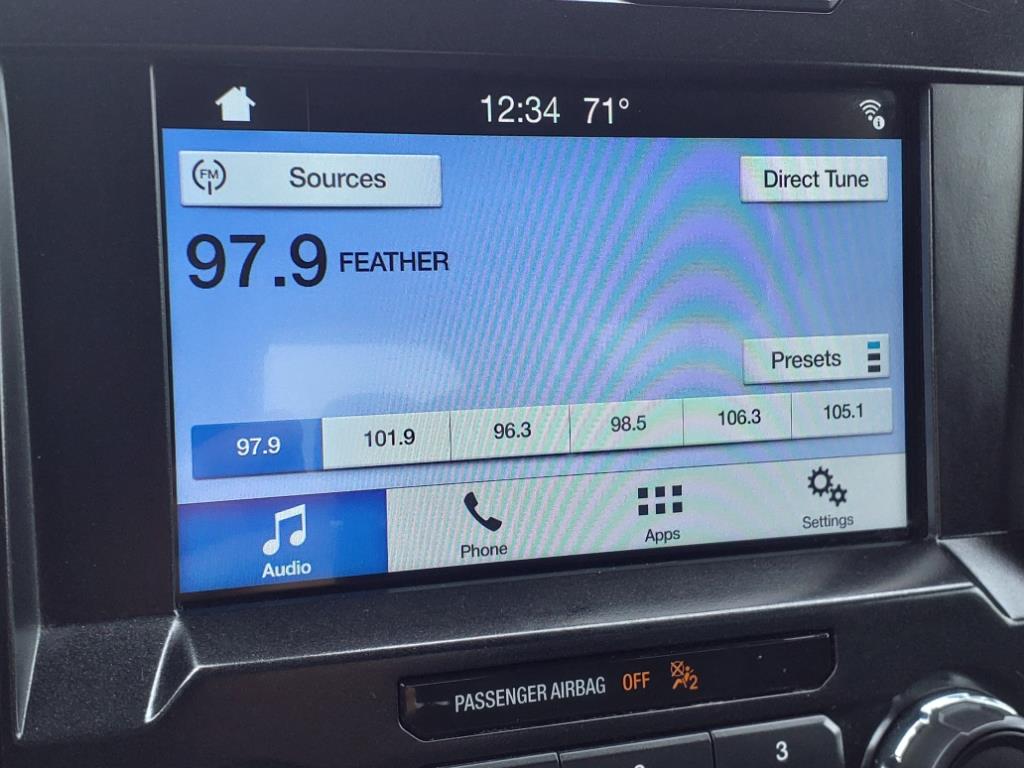 12:34 71°
FM Sources Direct Tune
97.9 FEATHER
Presets
97.9 101.9 96.3 98.5 106.3 105.1
Audio Phone Apps Settings
PASSENGER AIRBAG OFF 2
3